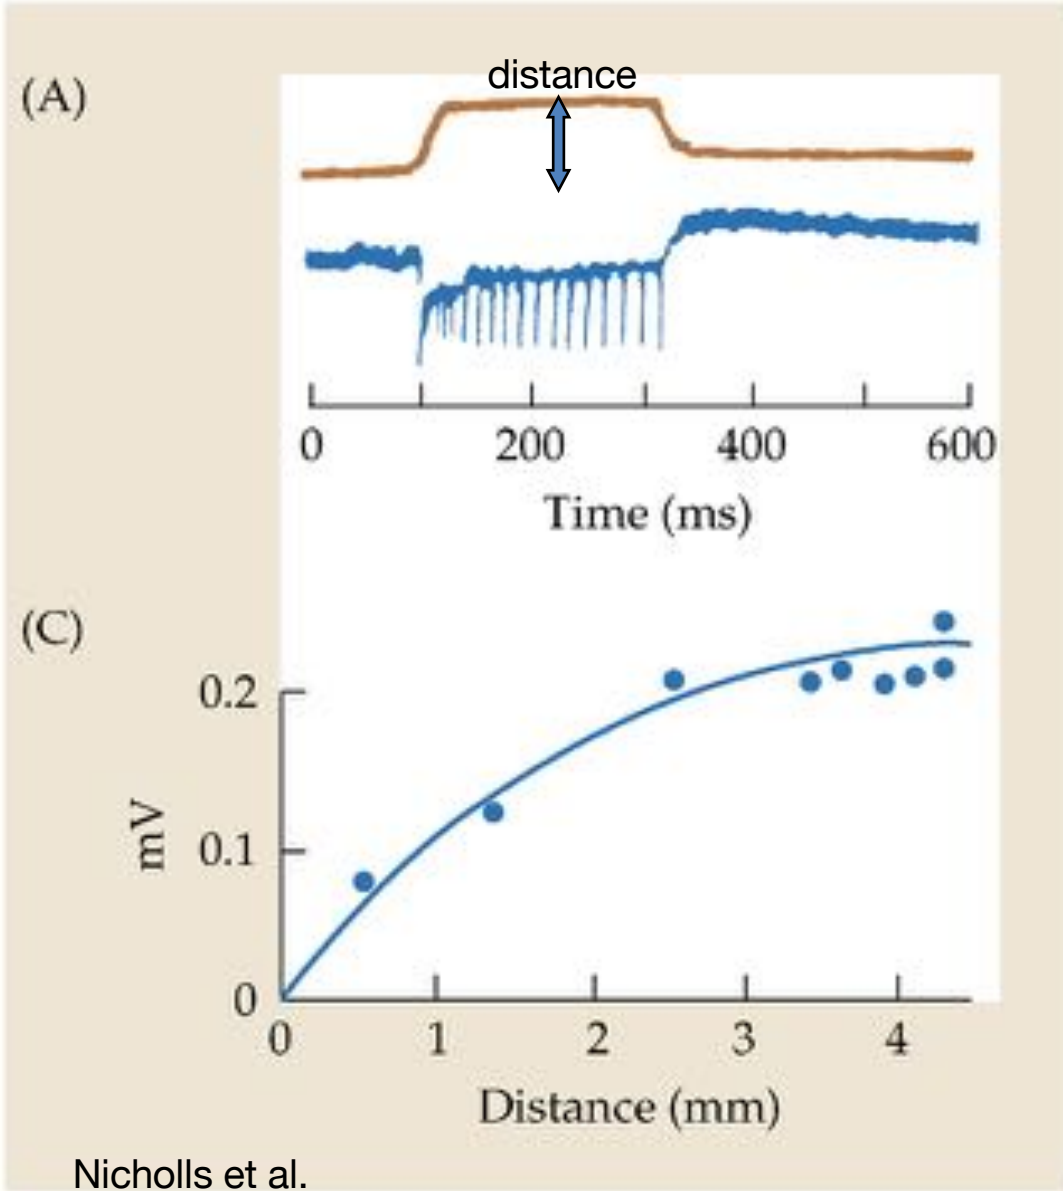 distance
(A)
0 200 400 600
Time (ms)
(C)
0.2
0.1
0
mV
0 1 2 3 4
Distance (mm)
Nicholls et al.